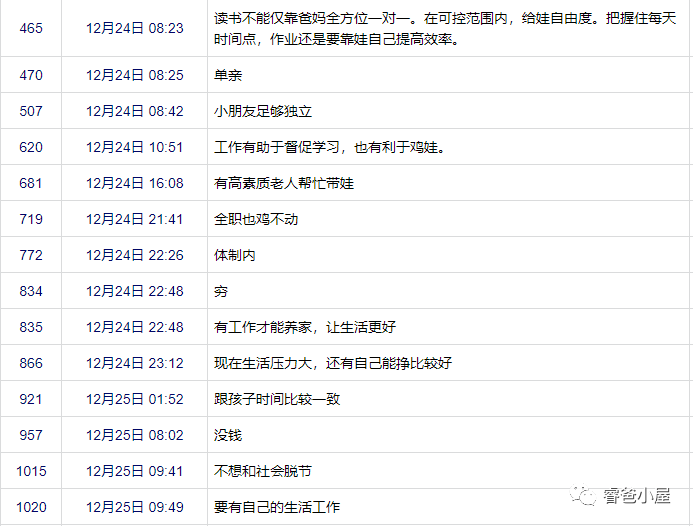 465 12月24日 08:23 读书不能仅靠爸妈全方位一对一。在可控范围内，给娃自由度。把握住每天
时间点，作业还是要靠娃自己提高效率。
470 12月24日 08:25 单亲
507 12月24日 08:42 小朋友足够独立
620 12月24日 10:51 工作有助于督促学习，也有利于鸡娃。
681 12月24日 16:08 有高素质老人帮忙带娃
719 12月24日 21:41 全职也鸡不动
772 12月24日 22:26 体制内
834 12月24日 22:48 穷
835 12月24日 22:48 有工作才能养家，让生活更好
866 12月24日 23:12 现在生活压力大，还有自己能挣比较好
921 12月25日 01:52 跟孩子时间比较一致
957 12月25日 08:02 没钱
1015 12月25日 09:41 不想和社会脱节
1020 12月25日 09:49 要有自己的生活工作
睿爸小屋